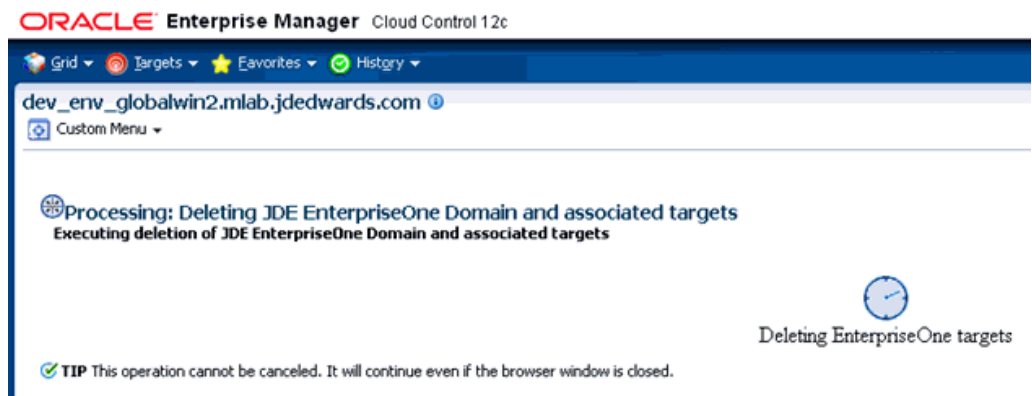 ORACLE Enterprise Manager Cloud Control 12c
Grid Targets Favorites History
dev_env_globalwin2.mlab.jdedwards.com
Custom Menu
Processing: Deleting JDE EnterpriseOne Domain and associated targets
Executing deletion of JDE EnterpriseOne Domain and associated targets
Deleting EnterpriseOne targets
TIP This operation cannot be canceled. It will continue even if the browser window is closed.